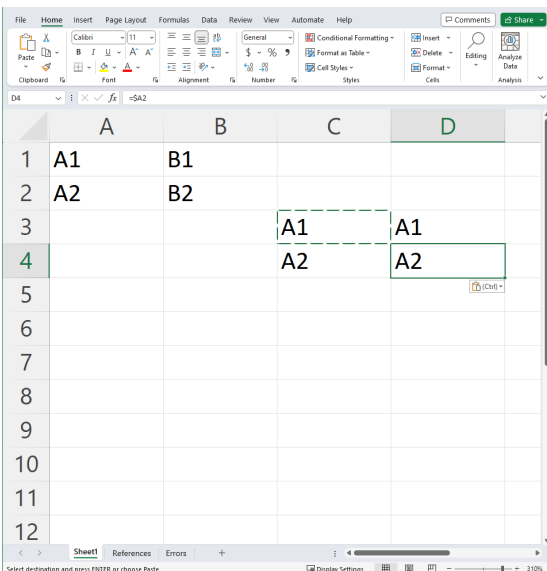 File Home Insert Page Layout Formulas Data Review View Automate Help Comments Share
Calibri 11 General Conditional Formatting Insert
Paste B I U A A $ % Format as Table Delete Editing Analyze Data
Cell Styles Format
Clipboard Font Alignment Number Styles Cells Analysis
D4 fx =$A2
A B C D
1 A1 B1
2 A2 B2
3 A1 A1
4 A2 A2
(Ctrl)
5
6
7
8
9
10
11
12
Sheet1 References Errors +
Select destination and press ENTER or choose Paste Display Settings - + 310%